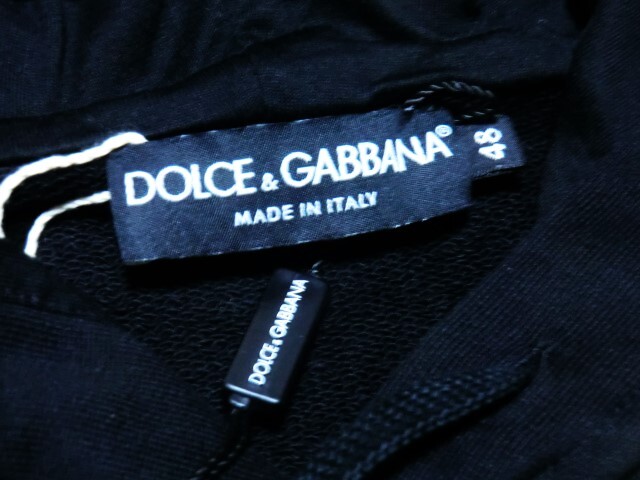 DOLCE & GABBANA®
48
MADE IN ITALY
DOLCE & GABBANA